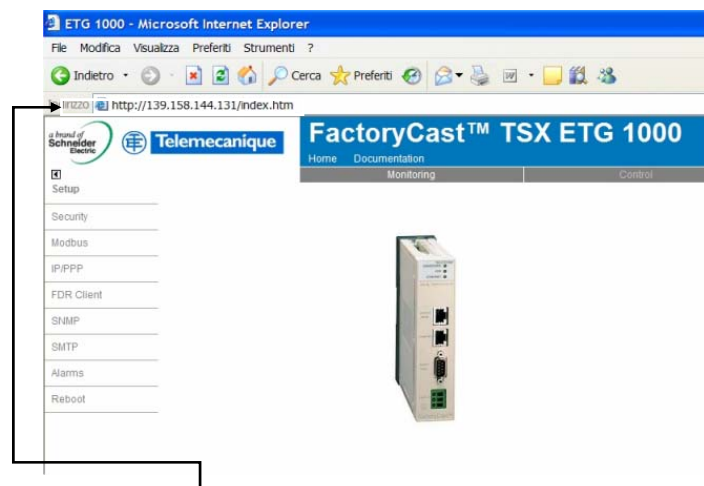 ETG 1000 - Microsoft Internet Explorer
File Modifica Visualizza Preferiti Strumenti ?
Indietro Cerca Preferiti
http://139.158.144.131/index.htm
a brand of
Schneider
Electric
Telemecanique
FactoryCast™ TSX ETG 1000
Home Documentation
Monitoring Control
Setup
Security
Modbus
IP/PPP
FDR Client
SNMP
SMTP
Alarms
Reboot